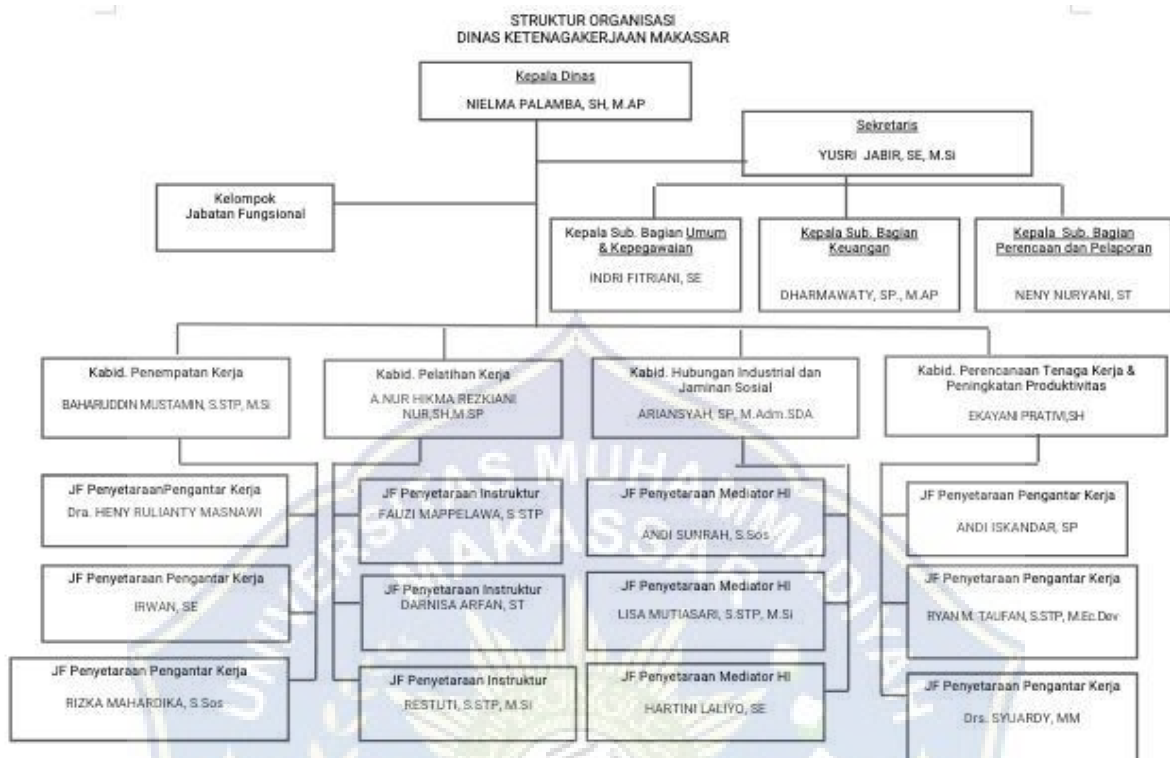 STRUKTUR ORGANISASI
DINAS KETENAGAKERJAAN MAKASSAR
Kepala Dinas
NIELMA PALAMBA, SH, M.AP
Sekretaris
YUSRI JABIR, SE, M.Si
Kelompok
Jabatan Fungsional
Kepala Sub. Bagian Umum
& Kepegawaian
INDRI FITRIANI, SE
Kepala Sub. Bagian
Keuangan
DHARMAWATY, SP., M.AP
Kepala Sub. Bagian
Perencaan dan Pelaporan
NENY NURYANI, ST
Kabid. Penempatan Kerja
BAHARUDDIN MUSTAMIN, S.STP, M.Si
Kabid. Pelatihan Kerja
A.NUR HIKMA REZKIANI
NUR,SH,M.SP
Kabid. Hubungan Industrial dan
Jaminan Sosial
ARIANSYAH, SP, M.Adm.SDA
Kabid. Perencanaan Tenaga Kerja &
Peningkatan Produktivitas
EKAYANI PRATIVI,SH
JF PenyetaraanPengantar Kerja
Dra. HENY RULIANTY MASNAWI
JF Penyetaraan Instruktur
FAUZI MAPPELAWA, S STP
JF Penyetaraan Mediator HI
ANDI SUNRAH, S.Sos
JF Penyetaraan Pengantar Kerja
ANDI ISKANDAR, SP
JF Penyetaraan Pengantar Kerja
IRWAN, SE
JF Penyetaraan Instruktur
DARNISA ARFAN, ST
JF Penyetaraan Mediator HI
LISA MUTIASARI, S.STP, M.Si
JF Penyetaraan Pengantar Kerja
RYAN M. TAUFAN, S.STP, M.Ec.Dev
JF Penyetaraan Pengantar Kerja
RIZKA MAHARDIKA, S.Sos
JF Penyetaraan Instruktur
RESTUTI, S.STP, M.Si
JF Penyetaraan Mediator HI
HARTINI LALIYO, SE
JF Penyetaraan Pengantar Kerja
Drs. SYUARDY, MM
UNIVERSITAS MUHAMMADIYAH
MAKASSAR